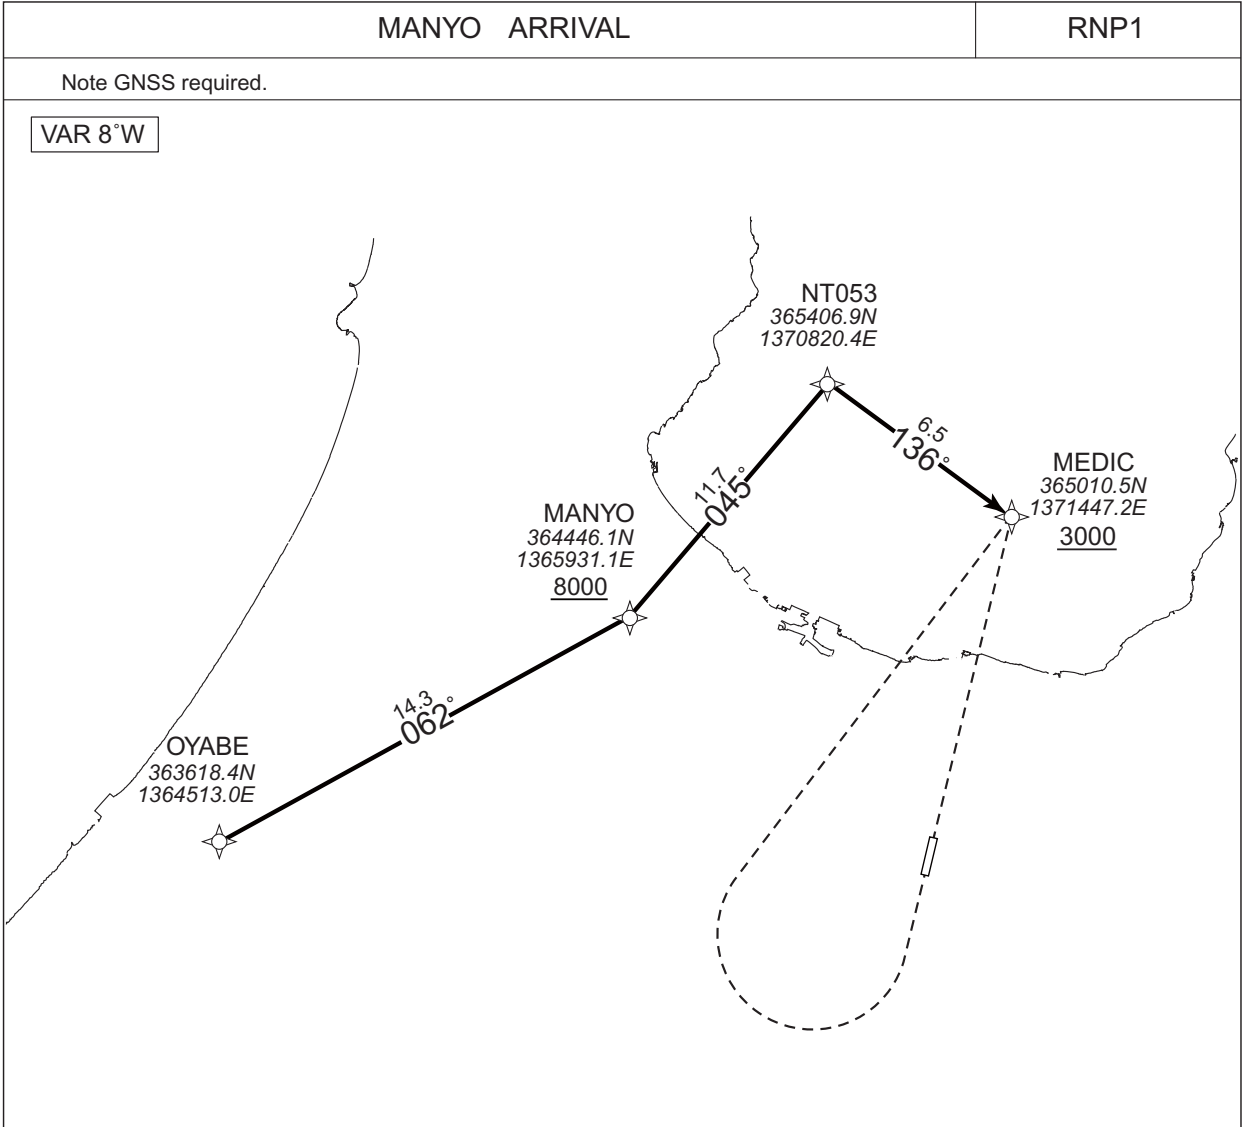 MANYO ARRIVAL
RNP1
Note GNSS required.
VAR 8°W
NT053
365406.9N
1370820.4E
6.5
136°
MEDIC
365010.5N
1371447.2E
3000
11.7
045°
MANYO
364446.1N
1365931.1E
8000
14.3
062°
OYABE
363618.4N
1364513.0E